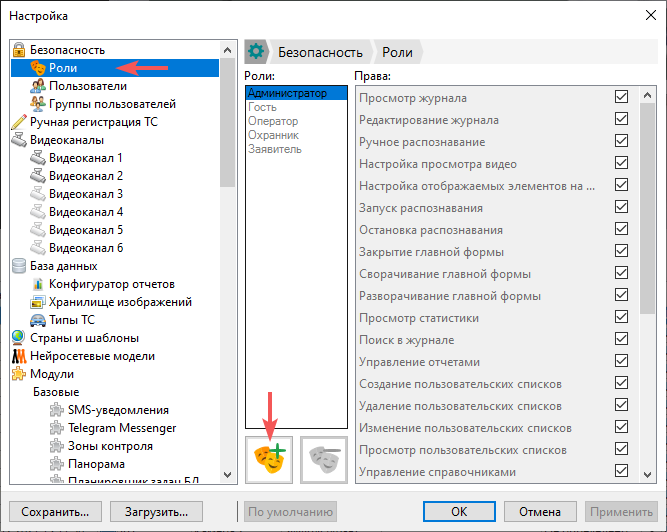 Настройка
Безопасность
Роли
Пользователи
Группы пользователей
Ручная регистрация ТС
Видеоканалы
Видеоканал 1
Видеоканал 2
Видеоканал 3
Видеоканал 4
Видеоканал 5
Видеоканал 6
База данных
Конфигуратор отчетов
Хранилище изображений
Типы ТС
Страны и шаблоны
Нейросетевые модели
Модули
Базовые
SMS-уведомления
Telegram Messenger
Зоны контроля
Панорама
Планировщик задач БД
Безопасность Роли
Роли:
Администратор
Гость
Оператор
Охранник
Заявитель
Права:
Просмотр журнала
Редактирование журнала
Ручное распознавание
Настройка просмотра видео
Настройка отображаемых элементов на ...
Запуск распознавания
Остановка распознавания
Закрытие главной формы
Сворачивание главной формы
Разворачивание главной формы
Просмотр статистики
Поиск в журнале
Управление отчетами
Создание пользовательских списков
Удаление пользовательских списков
Изменение пользовательских списков
Просмотр пользовательских списков
Управление справочниками
Сохранить... Загрузить... По умолчанию OK Отмена Применить